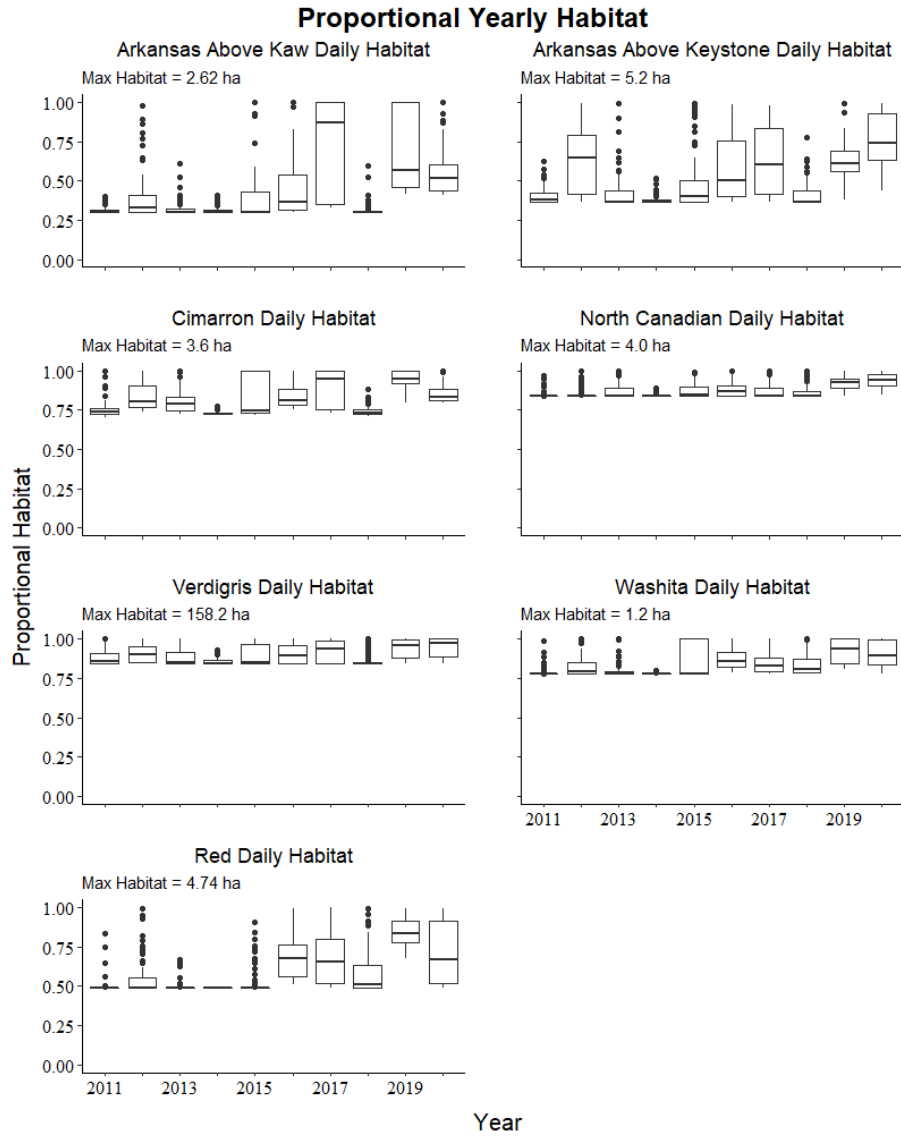 Proportional Yearly Habitat
Arkansas Above Kaw Daily Habitat
Max Habitat = 2.62 ha
1.00
0.75
0.50
0.25
0.00
Arkansas Above Keystone Daily Habitat
Max Habitat = 5.2 ha
Cimarron Daily Habitat
Max Habitat = 3.6 ha
1.00
0.75
0.50
0.25
0.00
North Canadian Daily Habitat
Max Habitat = 4.0 ha
Proportional Habitat
Verdigris Daily Habitat
Max Habitat = 158.2 ha
1.00
0.75
0.50
0.25
0.00
Washita Daily Habitat
Max Habitat = 1.2 ha
2011 2013 2015 2017 2019
Red Daily Habitat
Max Habitat = 4.74 ha
1.00
0.75
0.50
0.25
0.00
2011 2013 2015 2017 2019
Year